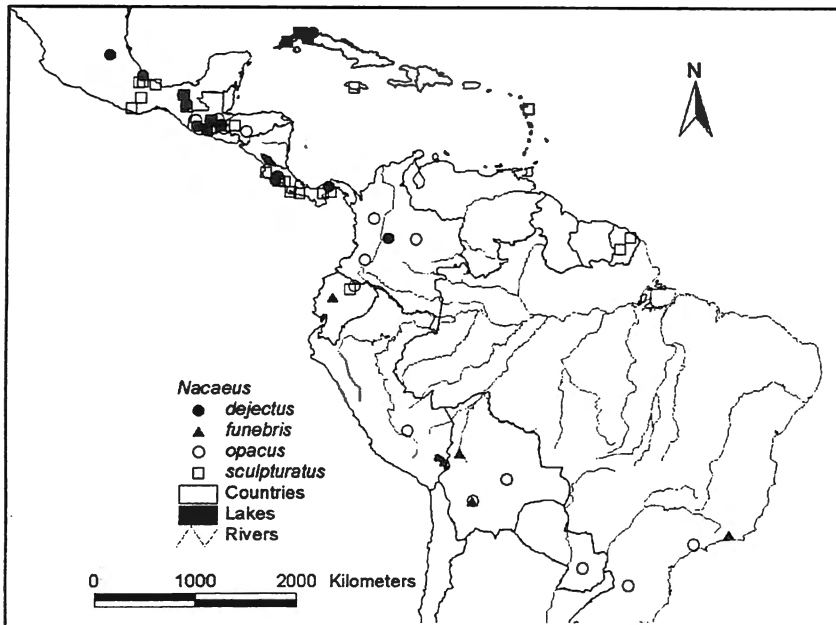 N
Nacaeus
dejectus
funebris
opacus
sculpturatus
Countries
Lakes
Rivers
0 1000 2000 Kilometers